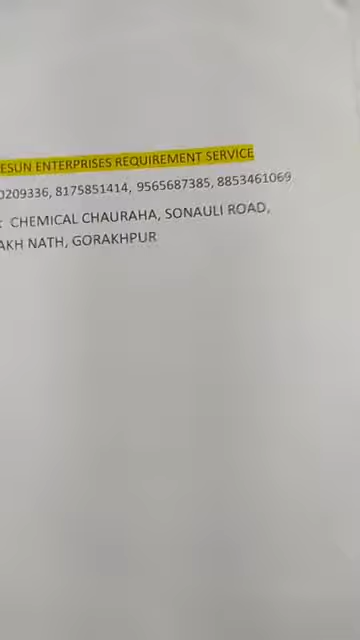 ESUN ENTERPRISES REQUIREMENT SERVICE
0209336, 8175851414, 9565687385, 8853461069
: CHEMICAL CHAURAHA, SONAULI ROAD,
AKH NATH, GORAKHPUR